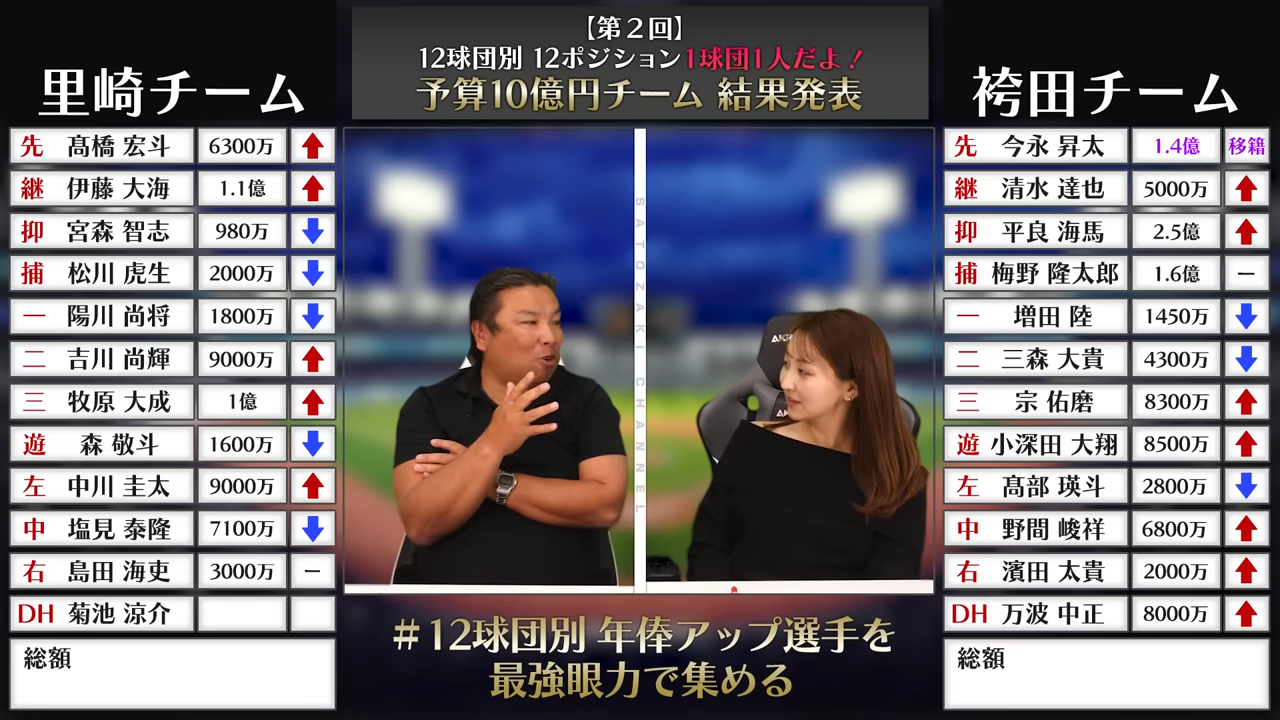 【第２回】
12球団別 12ポジション1球団1人だよ！
予算10億円チーム 結果発表
里崎チーム
先 髙橋 宏斗 6300万 ↑
継 伊藤 大海 1.1億 ↑
抑 宮森 智志 980万 ↓
捕 松川 虎生 2000万 ↓
一 陽川 尚将 1800万 ↓
二 吉川 尚輝 9000万 ↑
三 牧原 大成 1億 ↑
遊 森 敬斗 1600万 ↓
左 中川 圭太 9000万 ↑
中 塩見 泰隆 7100万 ↓
右 島田 海吏 3000万 −
DH 菊池 涼介
総額
SATOZAKI CHANNEL
袴田チーム
先 今永 昇太 1.4億 移籍
継 清水 達也 5000万 ↑
抑 平良 海馬 2.5億 ↑
捕 梅野 隆太郎 1.6億 −
一 増田 陸 1450万 ↓
二 三森 大貴 4300万 ↓
三 宗 佑磨 8300万 ↑
遊 小深田 大翔 8500万 ↑
左 髙部 瑛斗 2800万 ↓
中 野間 峻祥 6800万 ↑
右 濱田 太貴 2000万 ↑
DH 万波 中正 8000万 ↑
総額
＃12球団別 年俸アップ選手を
最強眼力で集める